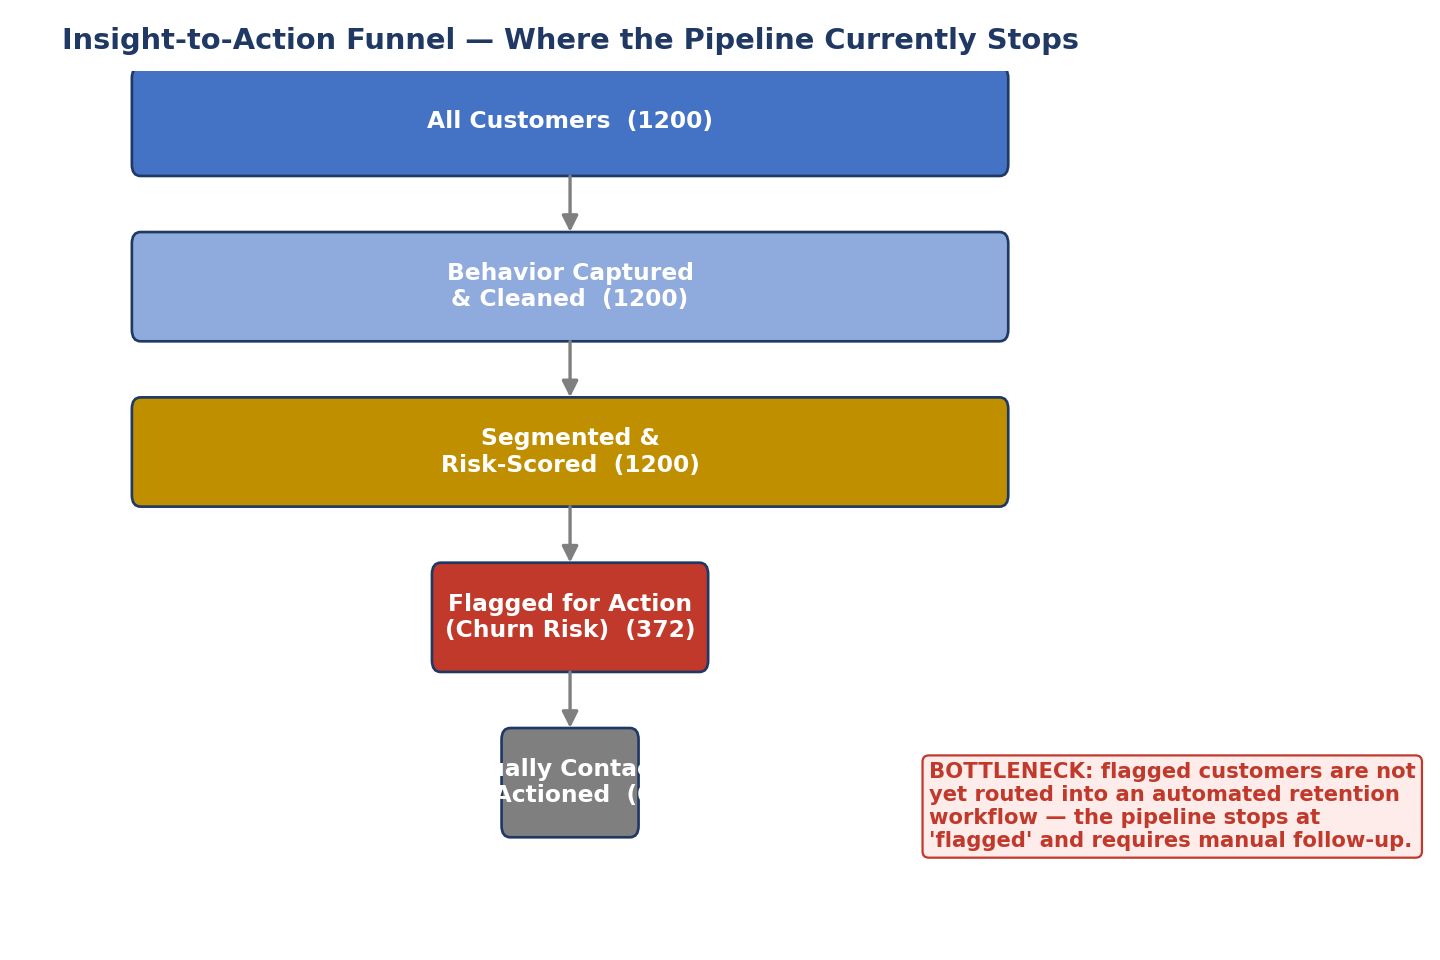 Insight-to-Action Funnel — Where the Pipeline Currently Stops
All Customers (1200)
Behavior Captured
& Cleaned (1200)
Segmented &
Risk-Scored (1200)
Flagged for Action
(Churn Risk) (372)
Actioned
BOTTLENECK: flagged customers are not
yet routed into an automated retention
workflow — the pipeline stops at
'flagged' and requires manual follow-up.